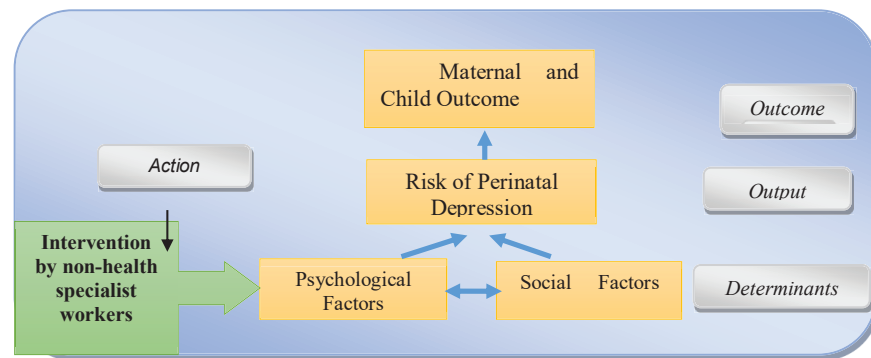 Maternal and
Child Outcome
Outcome
Action
Risk of Perinatal
Depression
Output
Intervention
by non-health
specialist
workers
Psychological
Factors
Social Factors
Determinants